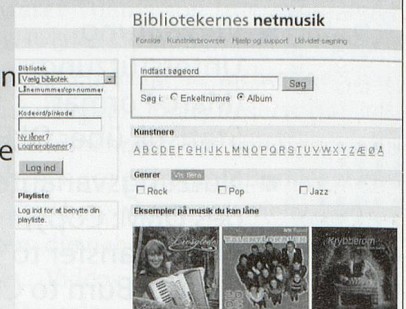 Bibliotekernes netmusik
Forside Kunstnerbrowser Hjælp og support Udvidet søgning
n
e
Bibliotek
Vælg bibliotek
Lånernummer/cpr-nummer
Kodeord/pinkode
Ny låner?
Loginproblemer?
Log ind
Playliste
Log ind for at benytte din
playliste.
Indtast søgeord
Søg
Søg i: Enkeltnumre Album
Kunstnere
A B C D E F G H I J K L M N O P Q R S T U V W X Y Z Æ Ø Å
Genrer Vis flere
Rock Pop Jazz
Eksempler på musik du kan låne
Krybberom